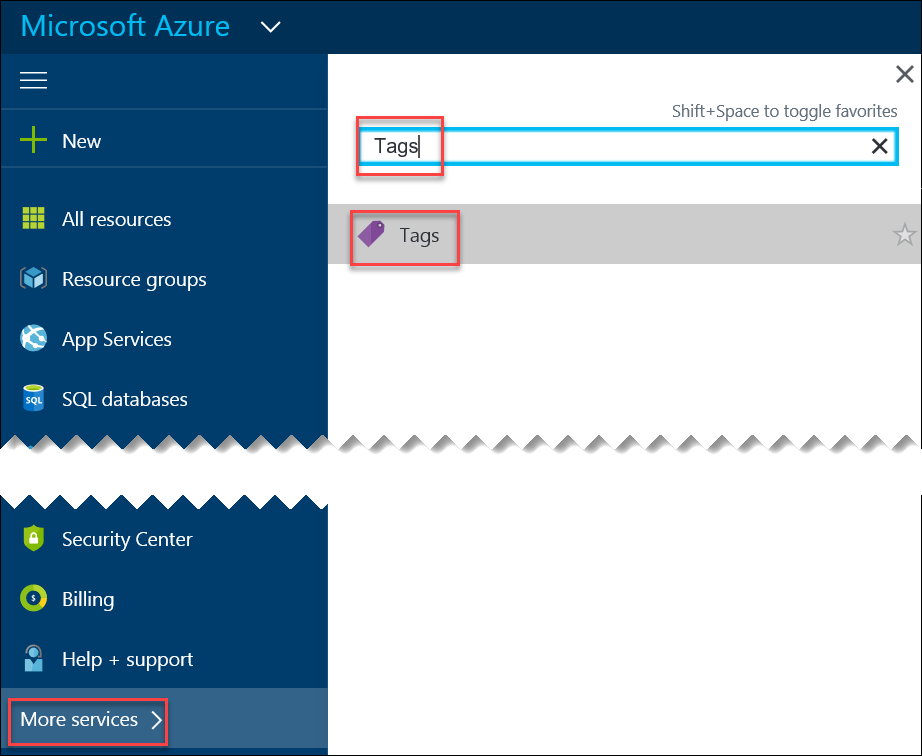 Microsoft Azure
Shift+Space to toggle favorites
New
Tags
All resources
Tags
Resource groups
App Services
SQL
SQL databases
Security Center
$
Billing
Help + support
More services